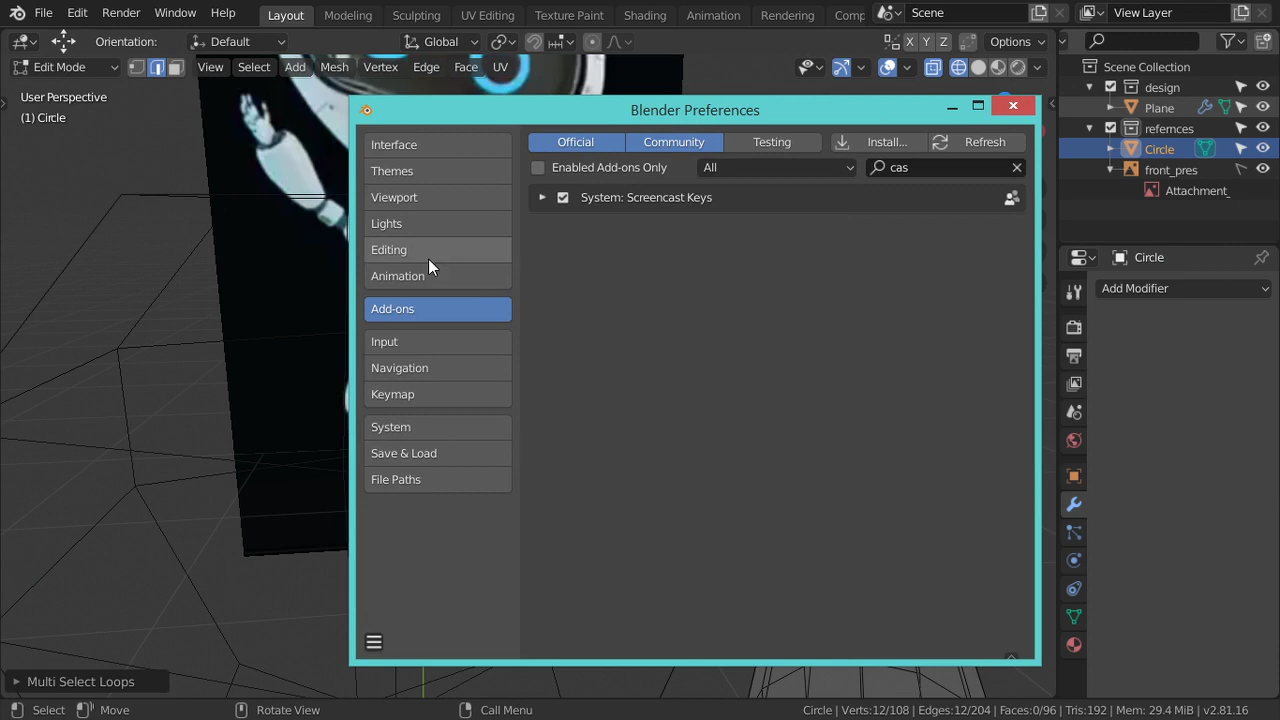 File Edit Render Window Help Layout Modeling Sculpting UV Editing Texture Paint Shading Animation Rendering Comp Scene View Layer
Orientation: Default Global X Y Z Options
Edit Mode View Select Add Mesh Vertex Edge Face UV
User Perspective
(1) Circle
Scene Collection
design
Plane
refernces
Circle
front_pres
Attachment_
Circle
Add Modifier
Blender Preferences
Interface
Themes
Viewport
Lights
Editing
Animation
Add-ons
Input
Navigation
Keymap
System
Save & Load
File Paths
Official Community Testing Install... Refresh
Enabled Add-ons Only All cas
System: Screencast Keys
Multi Select Loops
Select Move Rotate View Call Menu Circle | Verts:12/108 | Edges:12/204 | Faces:0/96 | Tris:192 | Mem: 29.4 MiB | v2.81.16